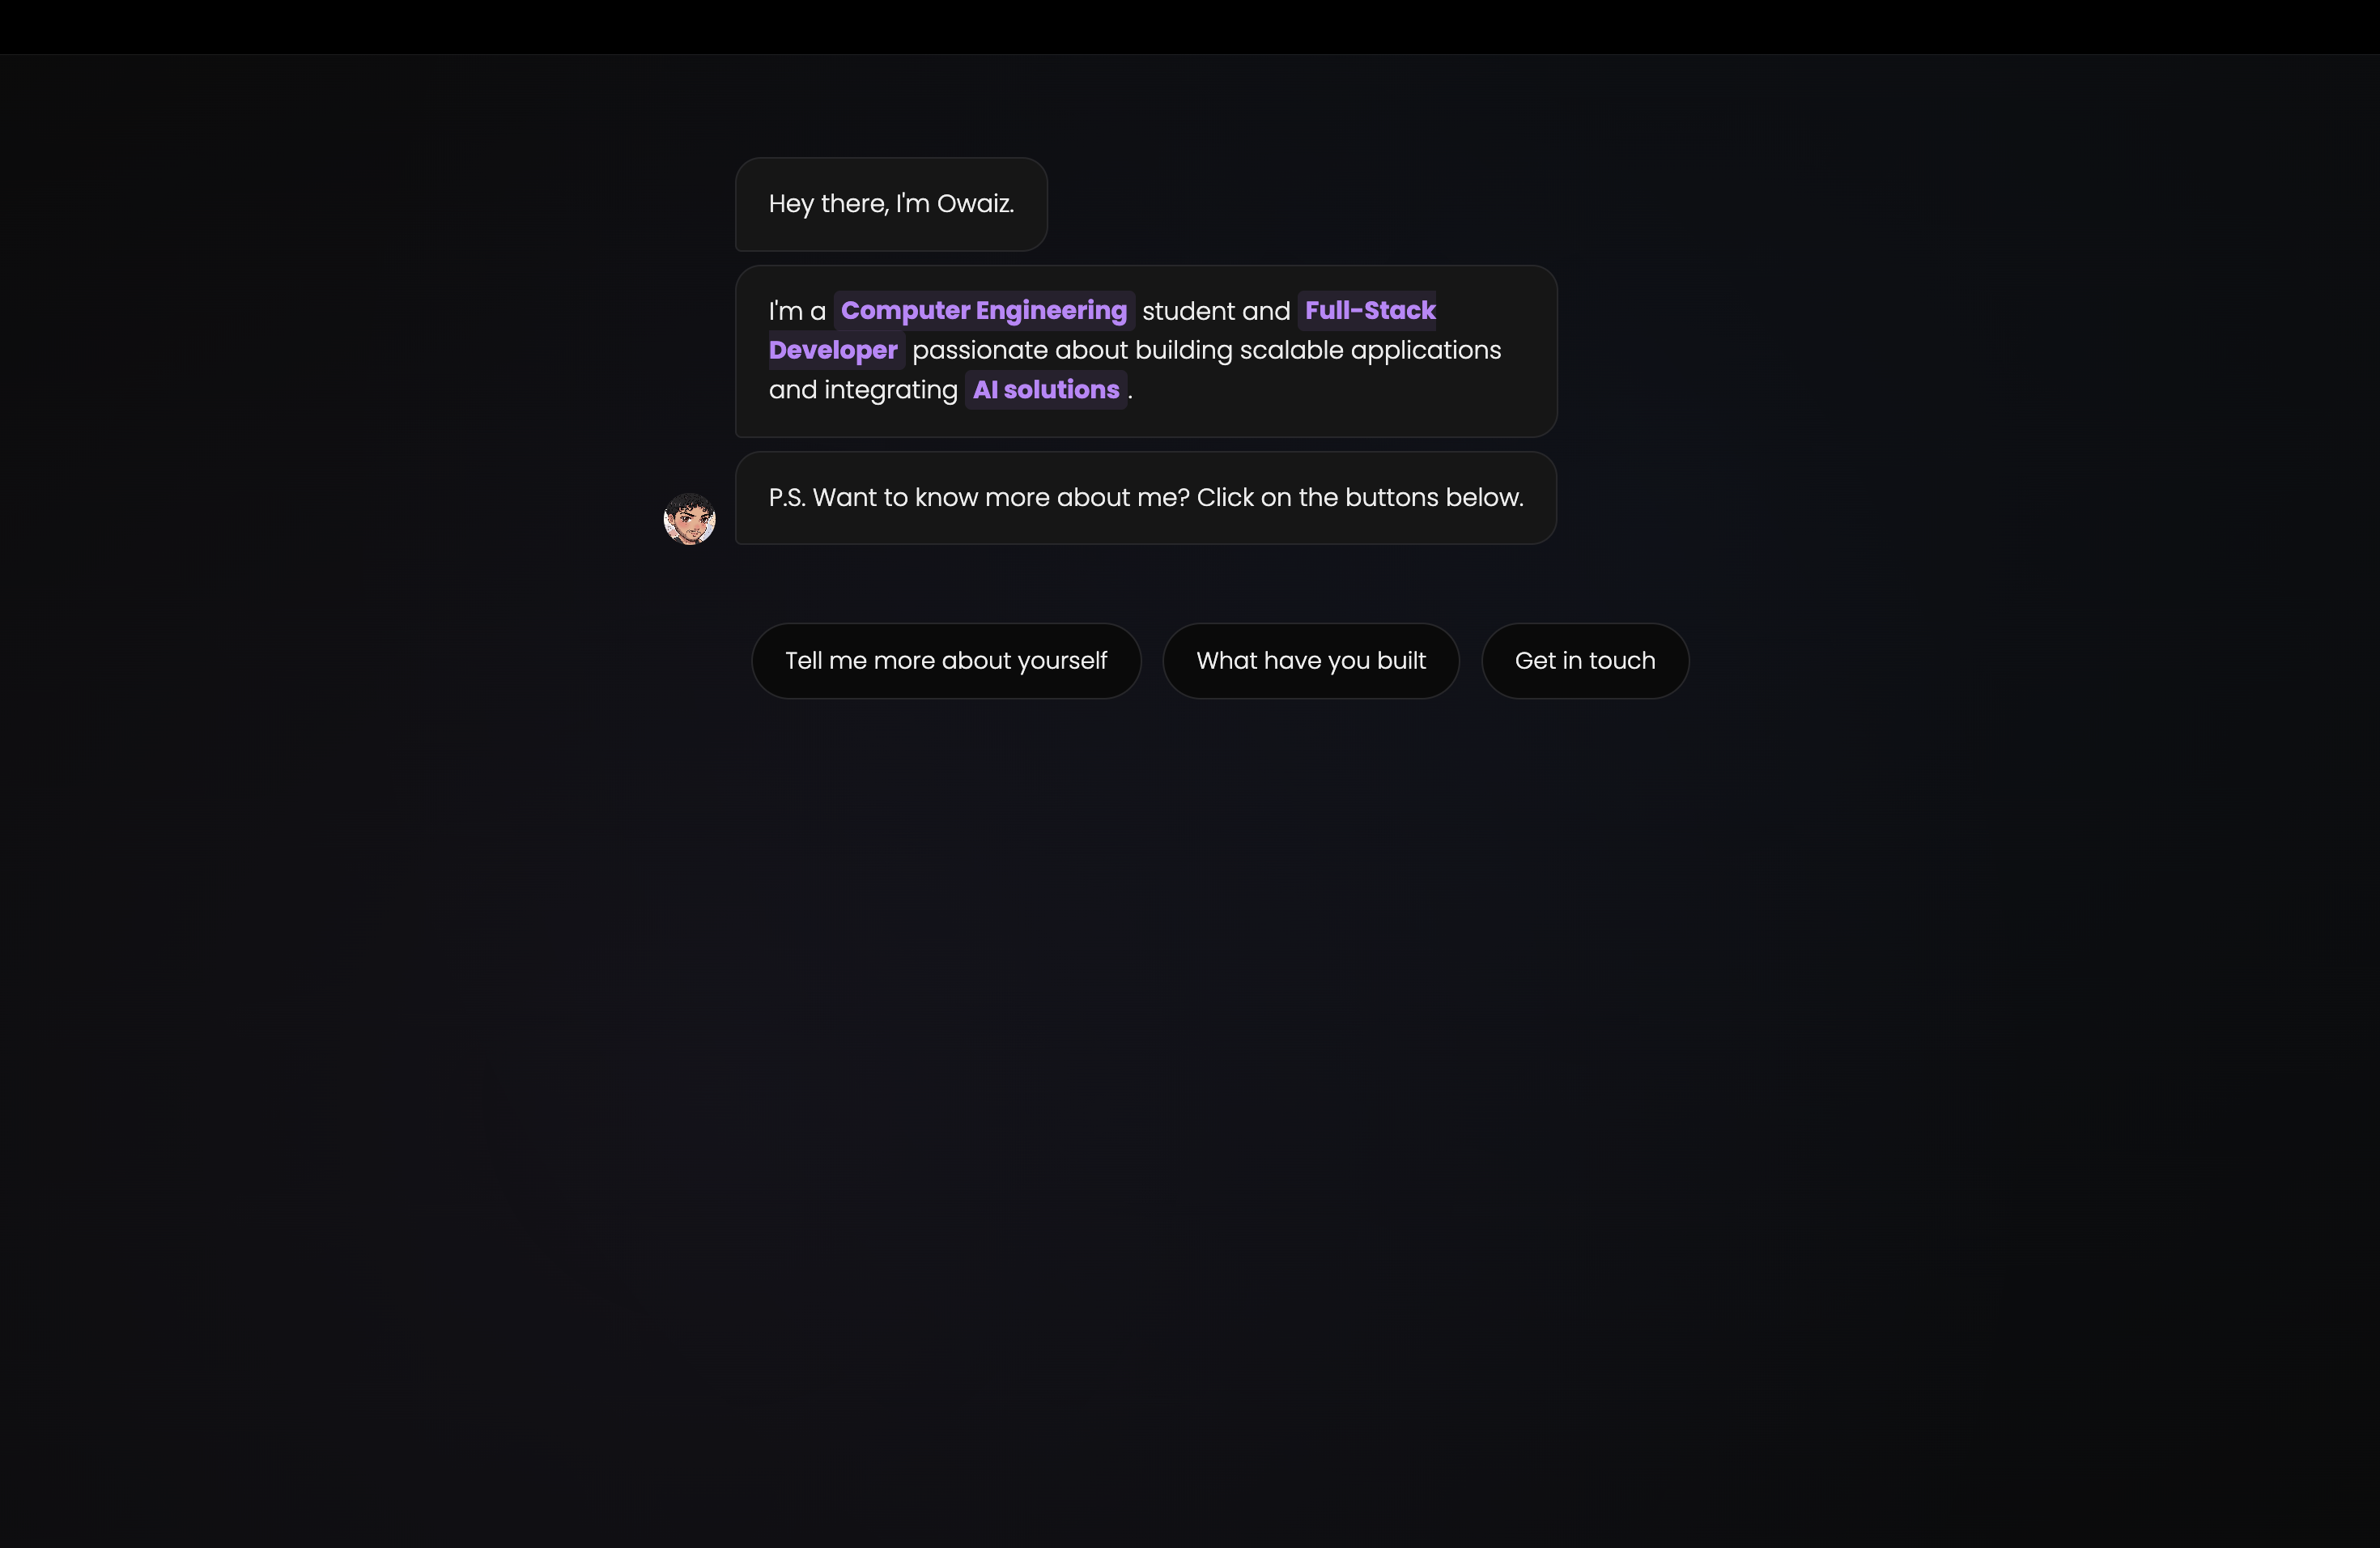 Hey there, I'm Owaiz.
I'm a Computer Engineering student and Full-Stack
Developer passionate about building scalable applications
and integrating AI solutions.
P.S. Want to know more about me? Click on the buttons below.
Tell me more about yourself
What have you built
Get in touch